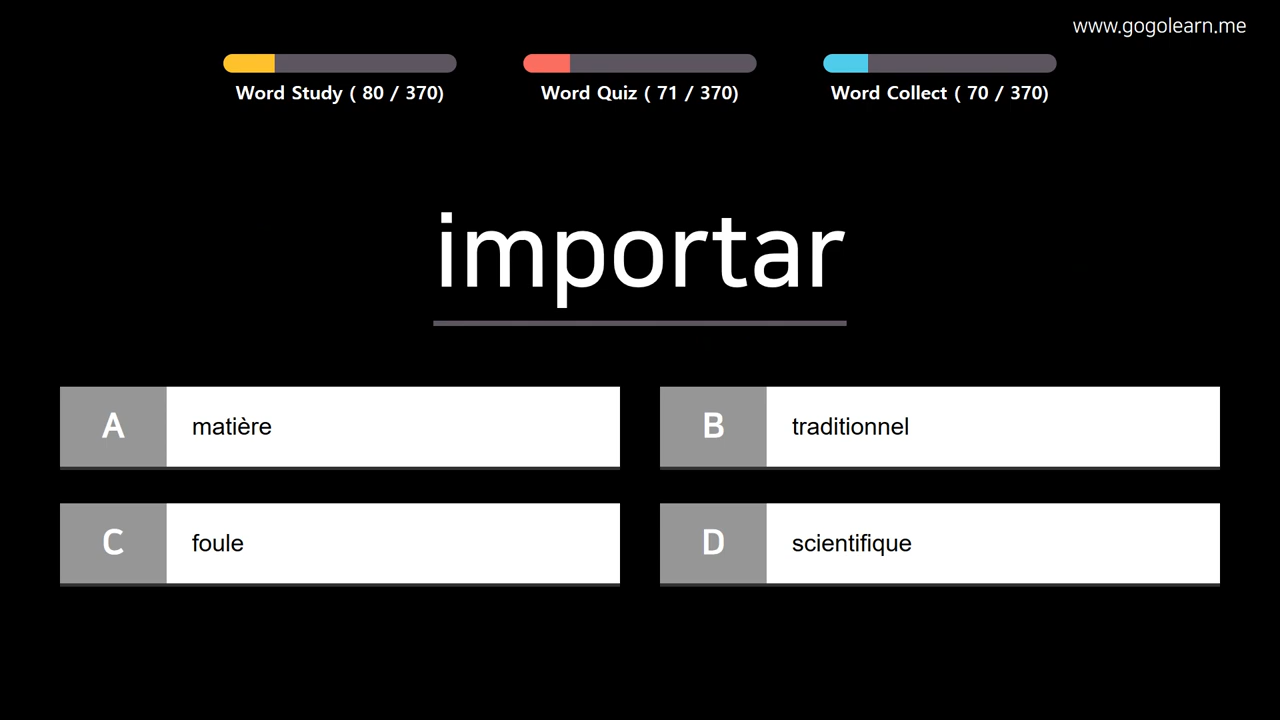 www.gogolearn.me
Word Study ( 80 / 370)
Word Quiz ( 71 / 370)
Word Collect ( 70 / 370)
importar
A matière
B traditionnel
C foule
D scientifique